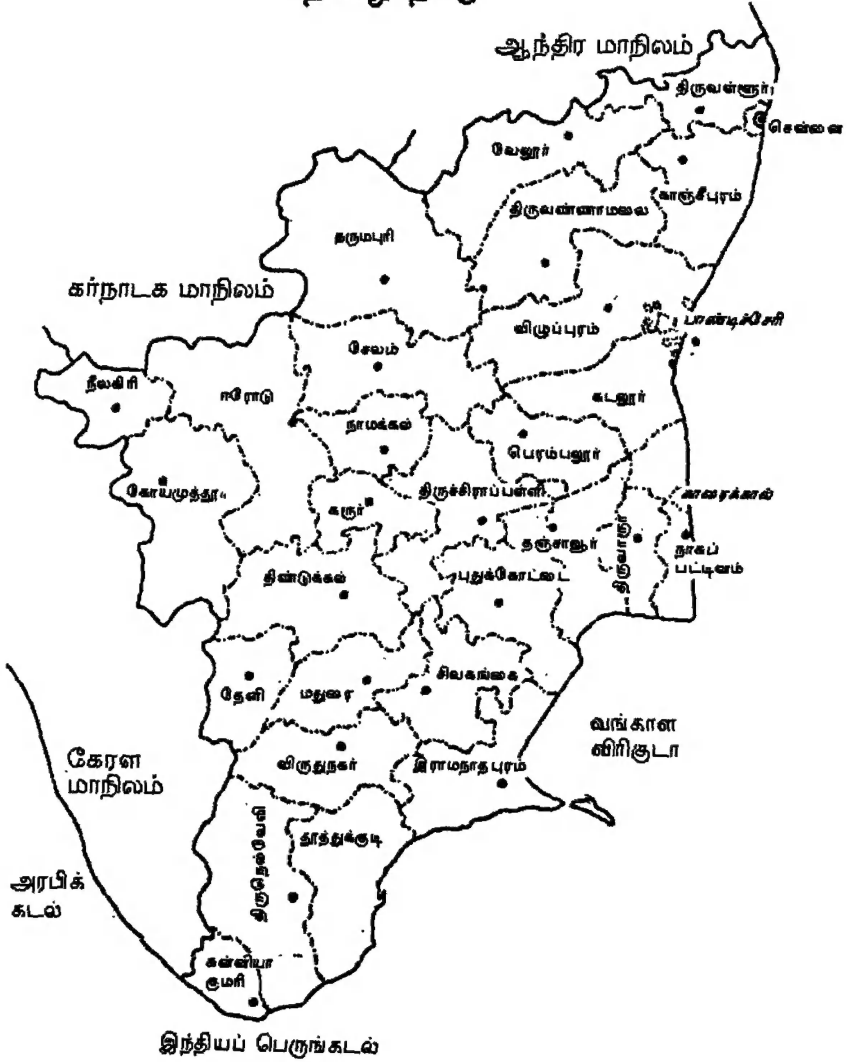 ஆந்திர மாநிலம்
திருவள்ளூர்
சென்னை
வேலூர்
காஞ்சீபுரம்
திருவண்ணாமலை
தருமபுரி
கர்நாடக மாநிலம்
விழுப்புரம்
பாண்டிச்சேரி
சேலம்
நீலகிரி
ஈரோடு
கடலூர்
நாமக்கல்
பெரம்பலூர்
கோயமுத்தூர்
திருச்சிராப்பள்ளி
காரைக்கால்
கரூர்
தஞ்சாவூர்
திருவாரூர்
நாகப்
பட்டினம்
திண்டுக்கல்
புதுக்கோட்டை
தேனி
மதுரை
சிவகங்கை
வங்காள
விரிகுடா
கேரள
மாநிலம்
விருதுநகர்
இராமநாதபுரம்
திருநெல்வேலி
தூத்துக்குடி
அரபிக்
கடல்
கன்னியா
குமரி
இந்தியப் பெருங்கடல்